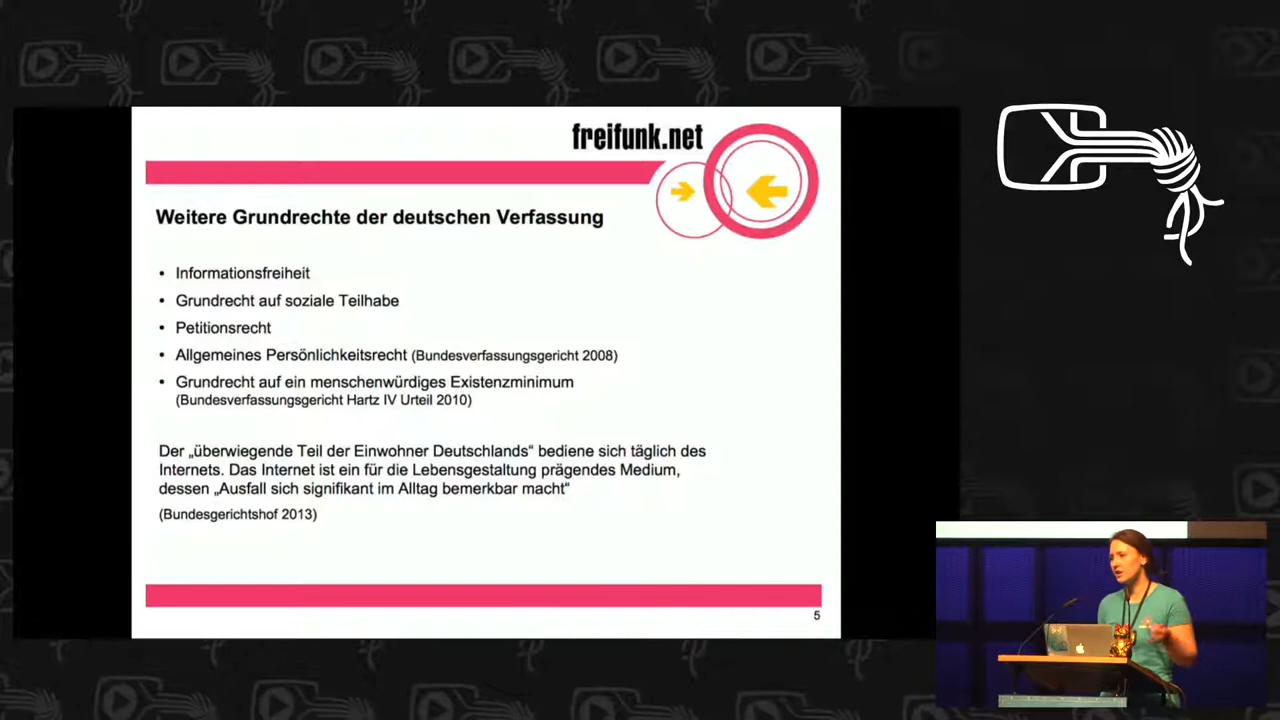 freifunk.net
Weitere Grundrechte der deutschen Verfassung
• Informationsfreiheit
• Grundrecht auf soziale Teilhabe
• Petitionsrecht
• Allgemeines Persönlichkeitsrecht (Bundesverfassungsgericht 2008)
• Grundrecht auf ein menschenwürdiges Existenzminimum
(Bundesverfassungsgericht Hartz IV Urteil 2010)
Der „überwiegende Teil der Einwohner Deutschlands“ bediene sich täglich des
Internets. Das Internet ist ein für die Lebensgestaltung prägendes Medium,
dessen „Ausfall sich signifikant im Alltag bemerkbar macht“
(Bundesgerichtshof 2013)
5